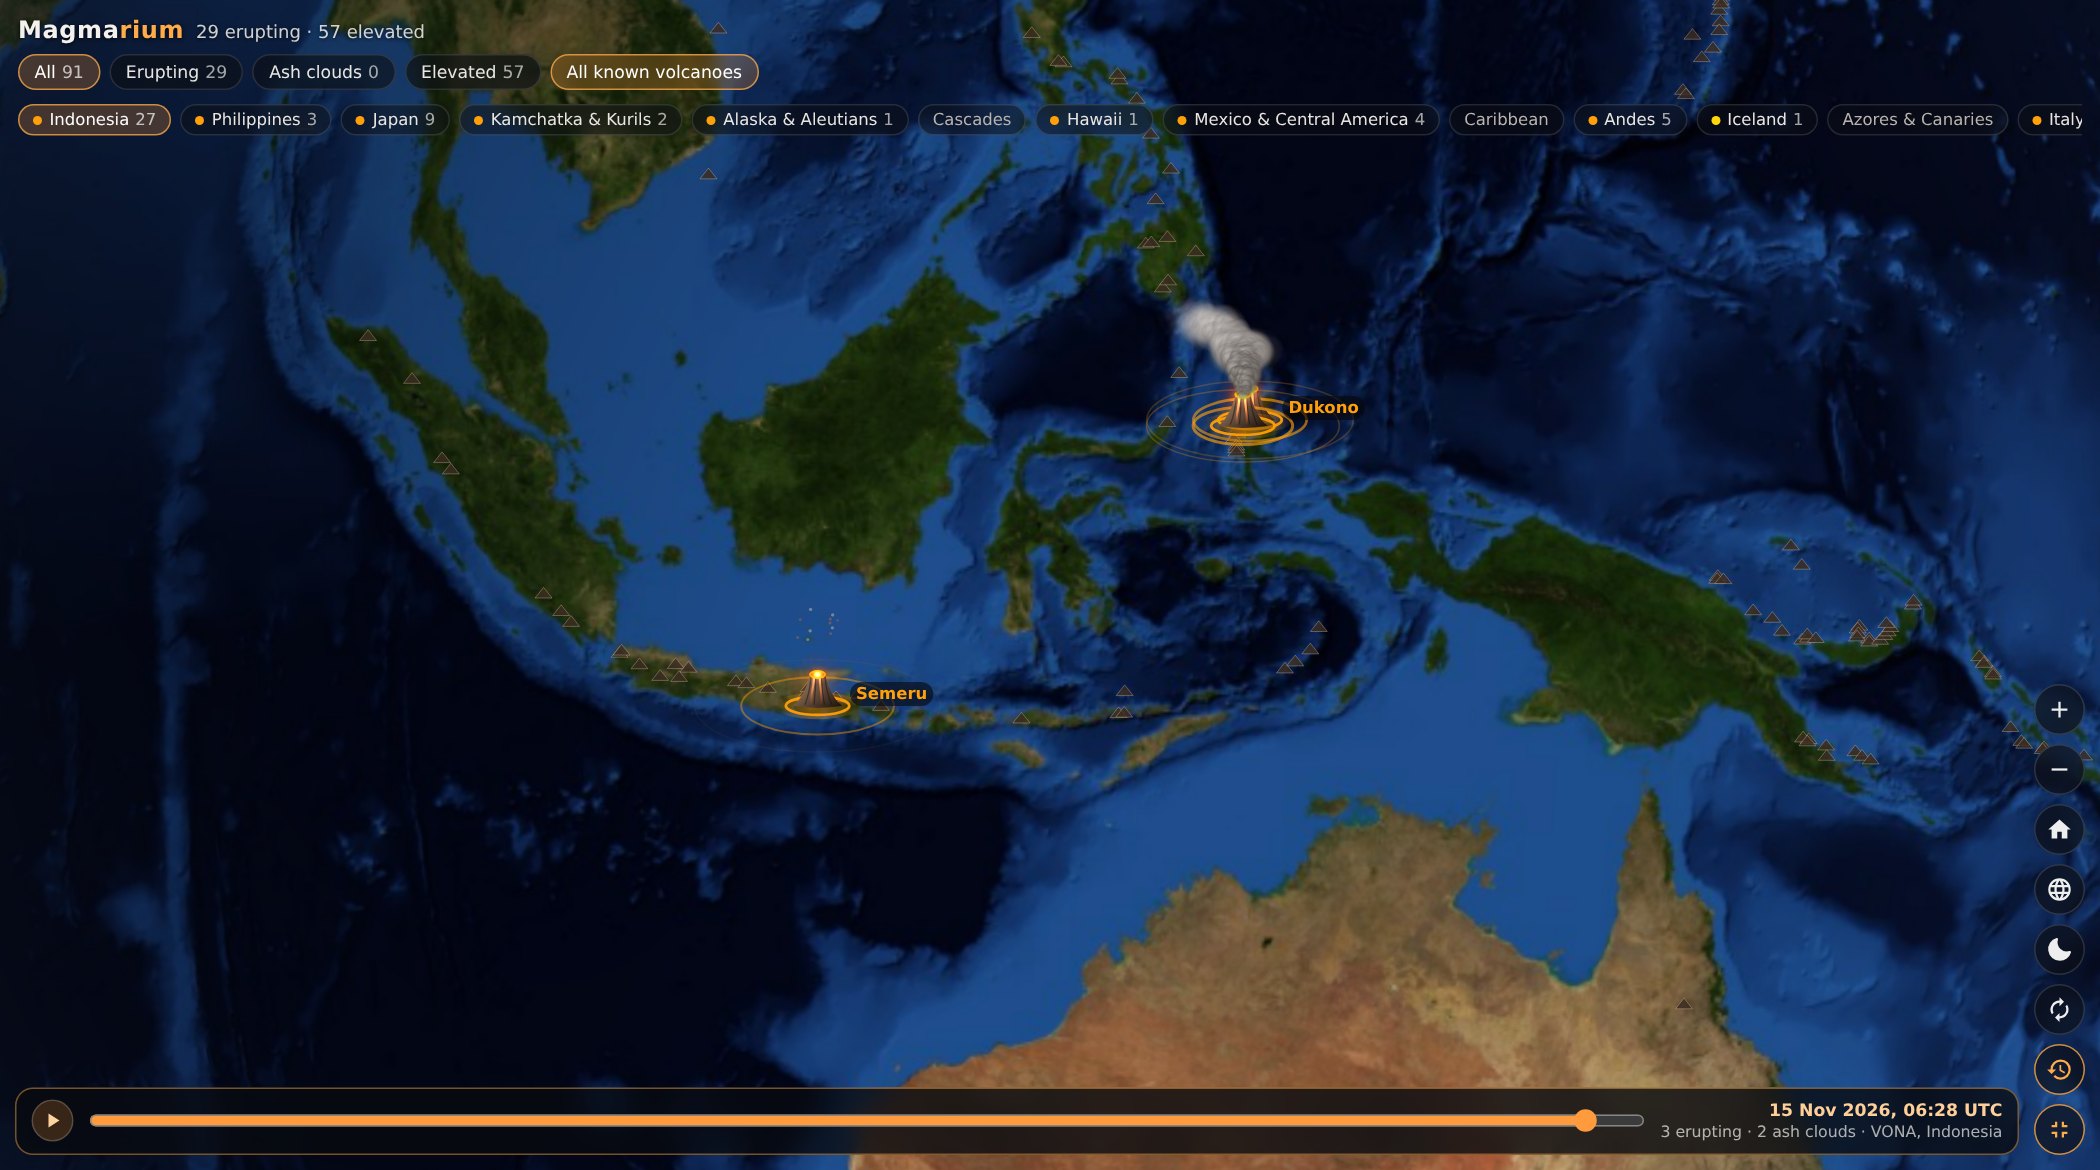 Magmarium 29 erupting · 57 elevated
All 91 Erupting 29 Ash clouds 0 Elevated 57 All known volcanoes
Indonesia 27 Philippines 3 Japan 9 Kamchatka & Kurils 2 Alaska & Aleutians 1 Cascades Hawaii 1 Mexico & Central America 4 Caribbean Andes 5 Iceland 1 Azores & Canaries Italy
Dukono
Semeru
15 Nov 2026, 06:28 UTC
3 erupting · 2 ash clouds · VONA, Indonesia